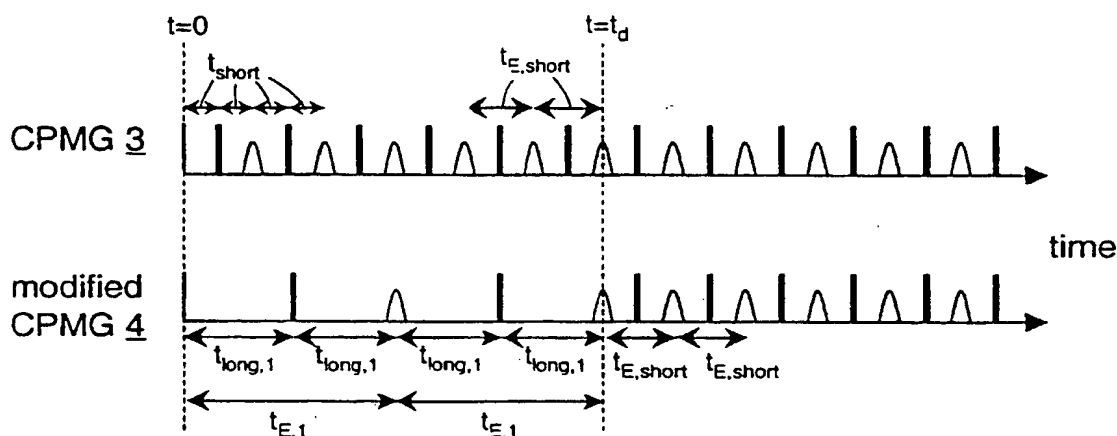 t=0
t=t_d
t_short
t_E,short
CPMG 3
time
modified
CPMG 4
t_long,1 t_long,1 t_long,1 t_long,1 t_E,short t_E,short
t_E,1 t_E,1